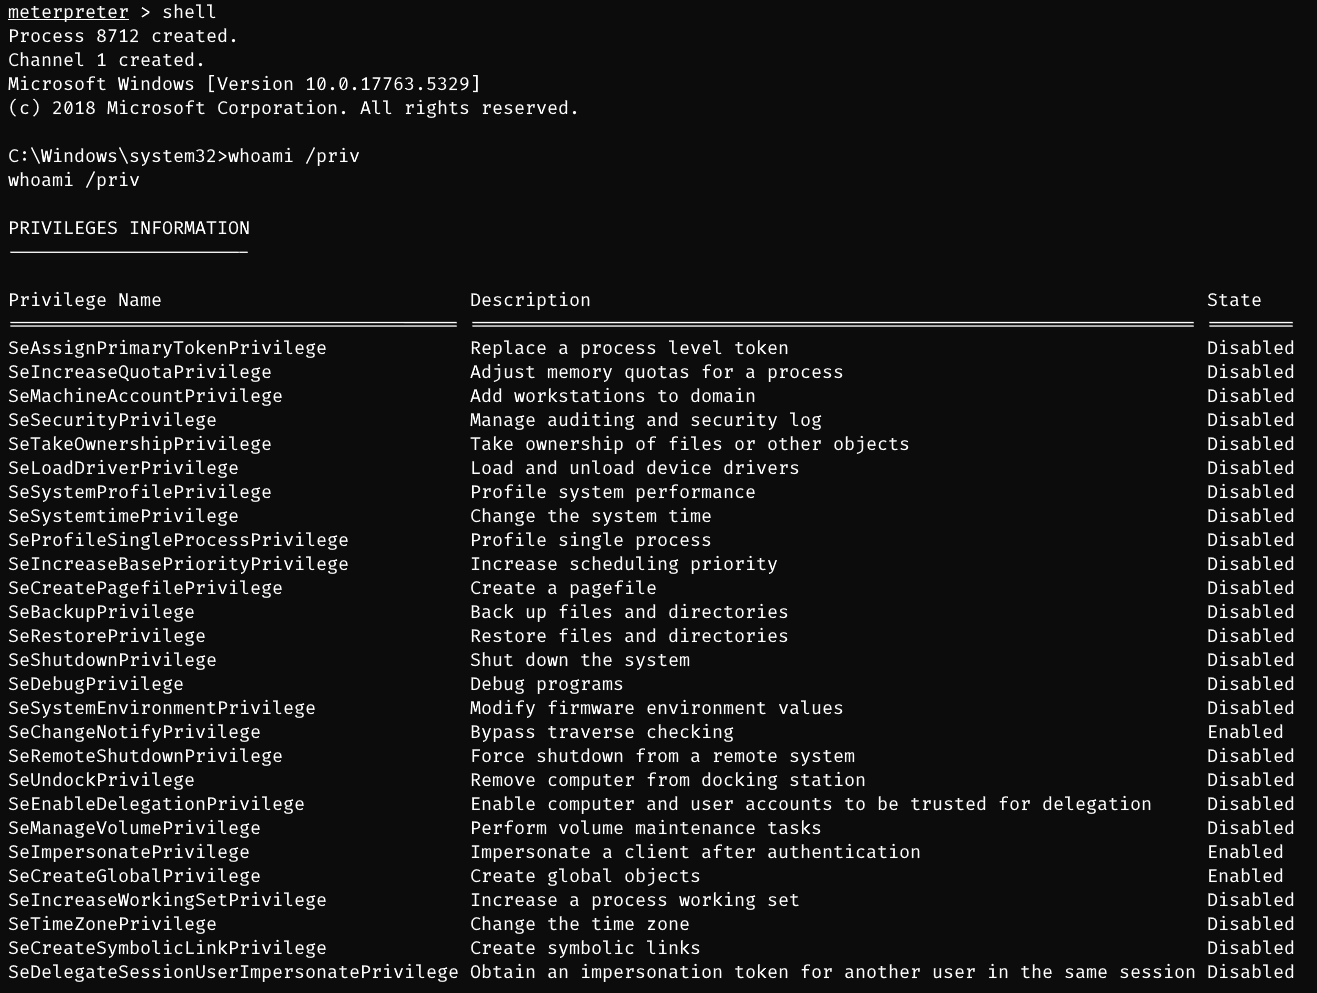 meterpreter > shell
Process 8712 created.
Channel 1 created.
Microsoft Windows [Version 10.0.17763.5329]
(c) 2018 Microsoft Corporation. All rights reserved.
C:\Windows\system32>whoami /priv
whoami /priv
PRIVILEGES INFORMATION
----------------------
Privilege Name Description State
========================================= ================================================================== ========
SeAssignPrimaryTokenPrivilege Replace a process level token Disabled
SeIncreaseQuotaPrivilege Adjust memory quotas for a process Disabled
SeMachineAccountPrivilege Add workstations to domain Disabled
SeSecurityPrivilege Manage auditing and security log Disabled
SeTakeOwnershipPrivilege Take ownership of files or other objects Disabled
SeLoadDriverPrivilege Load and unload device drivers Disabled
SeSystemProfilePrivilege Profile system performance Disabled
SeSystemtimePrivilege Change the system time Disabled
SeProfileSingleProcessPrivilege Profile single process Disabled
SeIncreaseBasePriorityPrivilege Increase scheduling priority Disabled
SeCreatePagefilePrivilege Create a pagefile Disabled
SeBackupPrivilege Back up files and directories Disabled
SeRestorePrivilege Restore files and directories Disabled
SeShutdownPrivilege Shut down the system Disabled
SeDebugPrivilege Debug programs Disabled
SeSystemEnvironmentPrivilege Modify firmware environment values Disabled
SeChangeNotifyPrivilege Bypass traverse checking Enabled
SeRemoteShutdownPrivilege Force shutdown from a remote system Disabled
SeUndockPrivilege Remove computer from docking station Disabled
SeEnableDelegationPrivilege Enable computer and user accounts to be trusted for delegation Disabled
SeManageVolumePrivilege Perform volume maintenance tasks Disabled
SeImpersonatePrivilege Impersonate a client after authentication Enabled
SeCreateGlobalPrivilege Create global objects Enabled
SeIncreaseWorkingSetPrivilege Increase a process working set Disabled
SeTimeZonePrivilege Change the time zone Disabled
SeCreateSymbolicLinkPrivilege Create symbolic links Disabled
SeDelegateSessionUserImpersonatePrivilege Obtain an impersonation token for another user in the same session Disabled